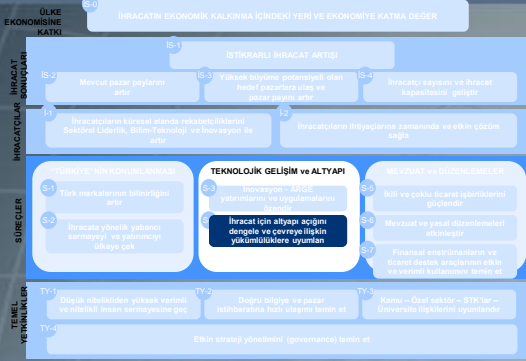 ÜLKE
EKONOMİSİNE
KATKI
İS-0
İHRACATIN EKONOMİK KALKINMA İÇİNDEKİ YERİ VE EKONOMİYE KATMA DEĞER
İHRACAT
SONUÇLARI
İS-1
İSTİKRARLI İHRACAT ARTIŞI
İS-2
Mevcut pazar paylarını
artır
İS-3
Yüksek büyüme potansiyeli olan
hedef pazarlara ulaş ve
pazar payını artır
İS-4
İhracatçı sayısını ve ihracat
kapasitesini geliştir
İHRACATÇILAR
İ-1
İhracatçıların küresel alanda rekabetçiliklerini
Sektörel Liderlik, Bilim-Teknoloji ve İnovasyon ile
artır
İ-2
İhracatçıların ihtiyaçlarına zamanında ve etkin çözüm
sağla
SÜREÇLER
"TÜRKİYE"NİN KONUMLANMASI
S-1
Türk markalarının bilinirliğini
artır
S-2
İhracata yönelik yabancı
sermayeyi ve yatırımcıyı
ülkeye çek
TEKNOLOJİK GELİŞİM ve ALTYAPI
S-3
İnovasyon - ARGE
yatırımlarını ve uygulamalarını
özendir
İhracat için altyapı açığını
dengele ve çevreye ilişkin
yükümlülüklere uyumlan
MEVZUAT ve DÜZENLEMELER
S-5
İkili ve çoklu ticaret işbirliklerini
güçlendir
S-6
Mevzuat ve yasal düzenlemeleri
etkinleştir
S-7
Finansal enstrümanların ve
ticaret destek araçlarının etkin
ve verimli kullanımını temin et
TEMEL
YETKİNLİKLER
TY-1
Düşük nitelikliden yüksek verimli
ve nitelikli insan sermayesine geç
TY-2
Doğru bilgiye ve pazar
istihbaratına hızlı ulaşımı temin et
TY-3
Kamu – Özel sektör – STK'lar –
Üniversite ilişkilerini uyumlandır
TY-4
Etkin strateji yönetimini (governance) temin et